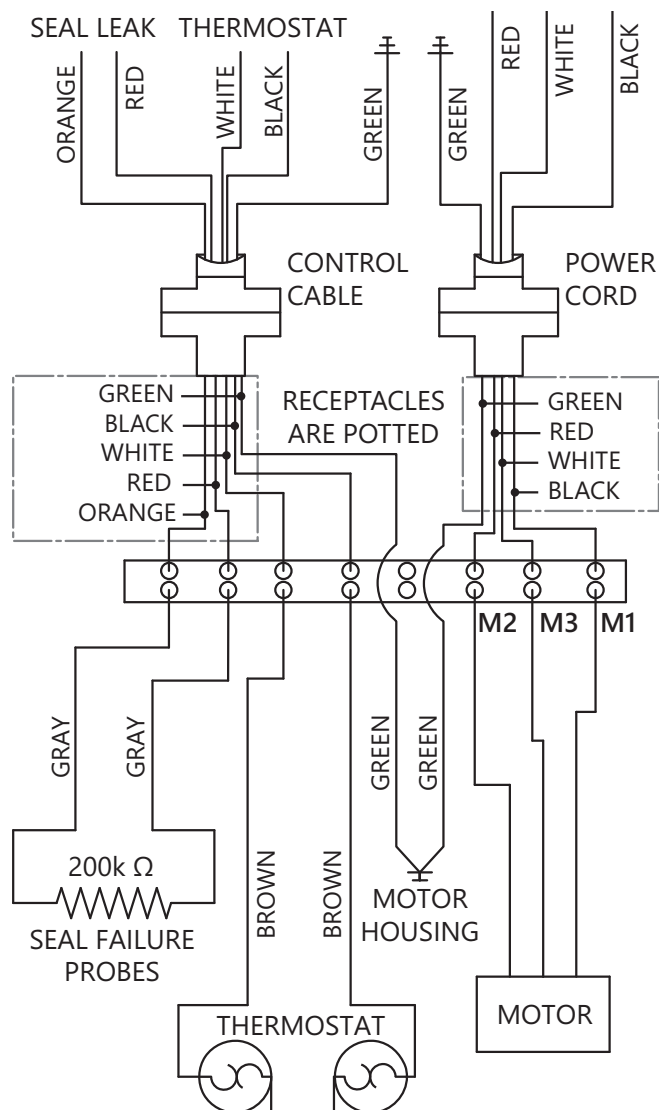 SEAL LEAK
THERMOSTAT
ORANGE
RED
WHITE
BLACK
GREEN
GREEN
RED
WHITE
BLACK
CONTROL
CABLE
POWER
CORD
GREEN
BLACK
WHITE
RED
ORANGE
RECEPTACLES
ARE POTTED
GREEN
RED
WHITE
BLACK
M2
M3
M1
GRAY
GRAY
GREEN
GREEN
BROWN
BROWN
200k Ω
SEAL FAILURE
PROBES
MOTOR
HOUSING
THERMOSTAT
MOTOR